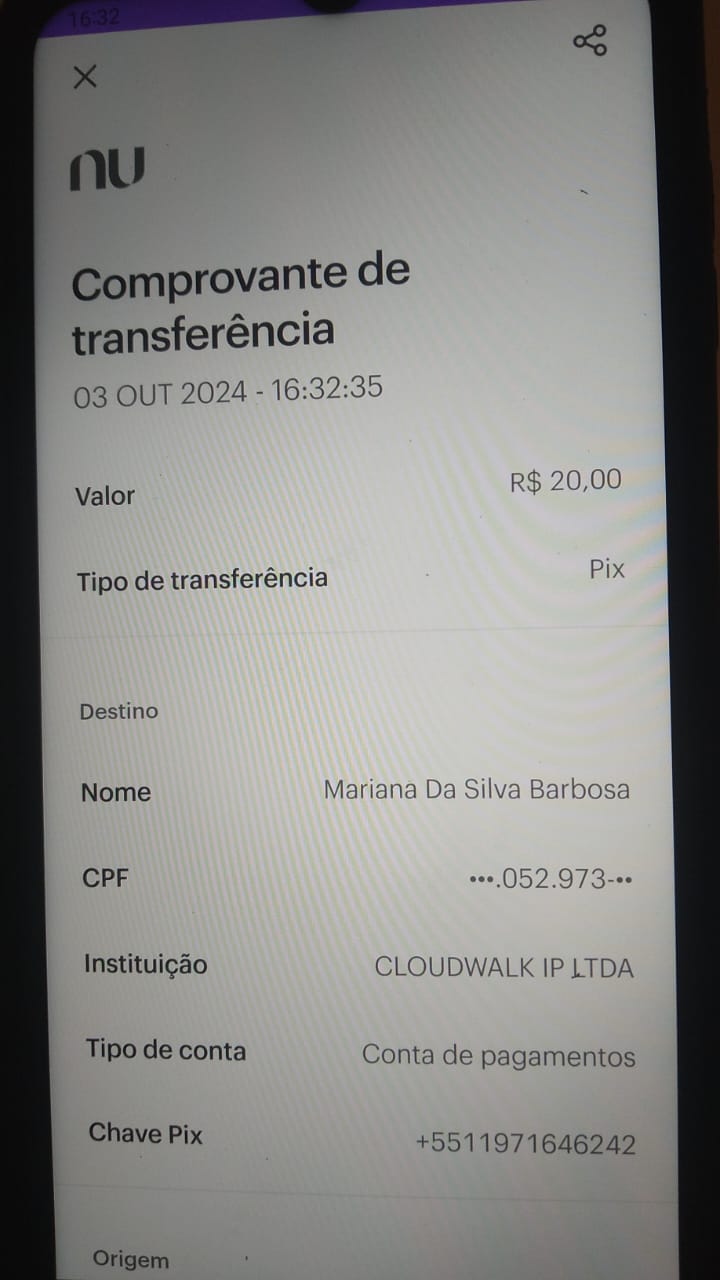 16:32
nu
Comprovante de
transferência
03 OUT 2024 - 16:32:35
Valor R$ 20,00
Tipo de transferência Pix
Destino
Nome Mariana Da Silva Barbosa
CPF •••.052.973-••
Instituição CLOUDWALK IP LTDA
Tipo de conta Conta de pagamentos
Chave Pix +5511971646242
Origem